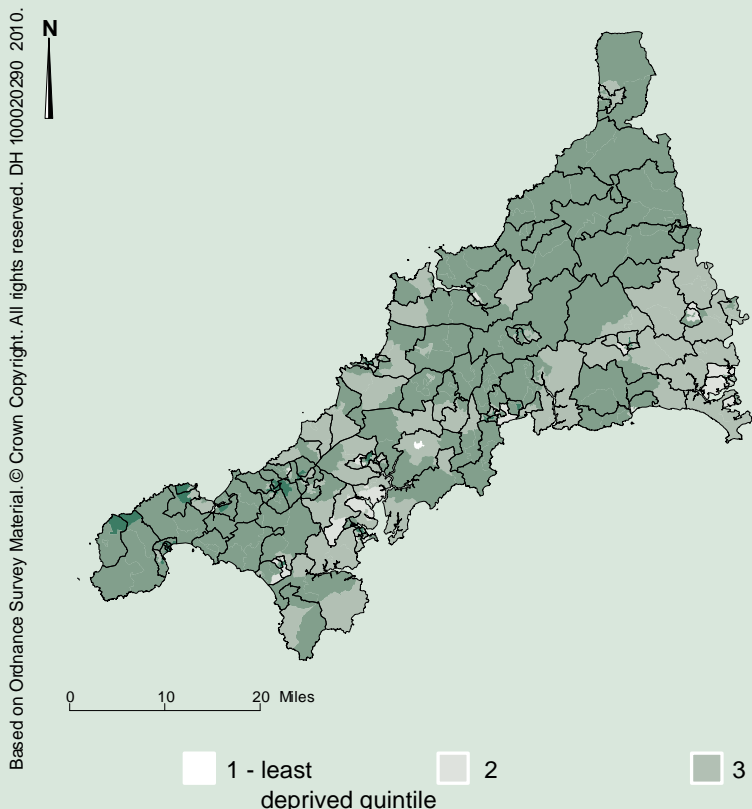 Based on Ordnance Survey Material. © Crown Copyright. All rights reserved. DH 100020290 2010.
N
0 10 20 Miles
1 - least
deprived quintile
2
3